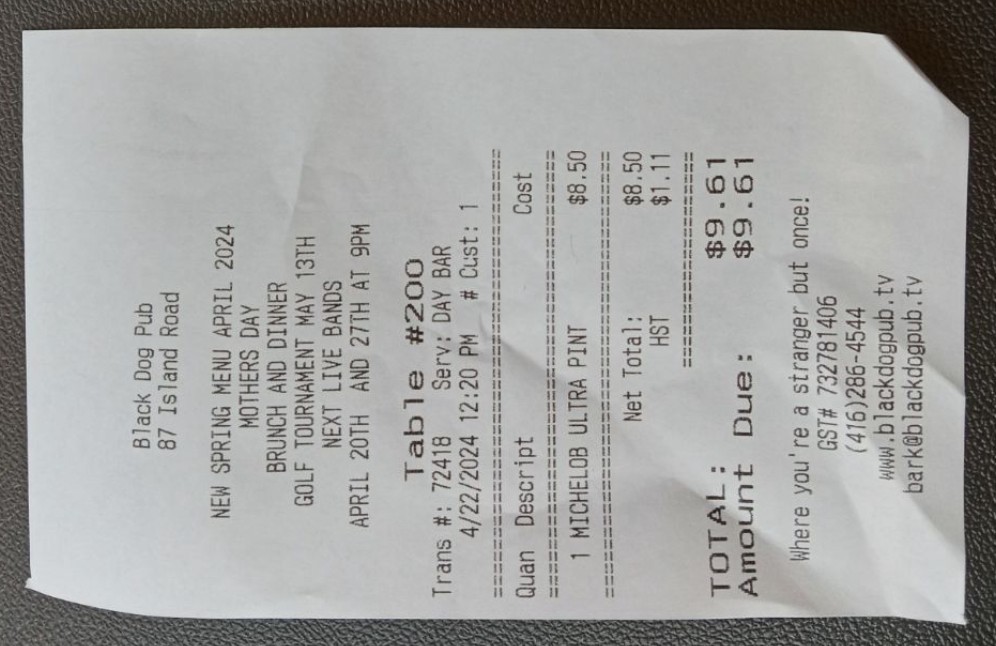 Black Dog Pub
87 Island Road
NEW SPRING MENU APRIL 2024
MOTHERS DAY
BRUNCH AND DINNER
GOLF TOURNAMENT MAY 13TH
NEXT LIVE BANDS
APRIL 20TH AND 27TH AT 9PM
Table #200
Trans #: 72418 Serv: DAY BAR
4/22/2024 12:20 PM # Cust: 1
Quan Descript Cost
1 MICHELOB ULTRA PINT $8.50
Net Total: $8.50
HST $1.11
TOTAL: $9.61
Amount Due: $9.61
Where you're a stranger but once!
GST# 732781406
(416)286-4544
www.blackdogpub.tv
bark@blackdogpub.tv